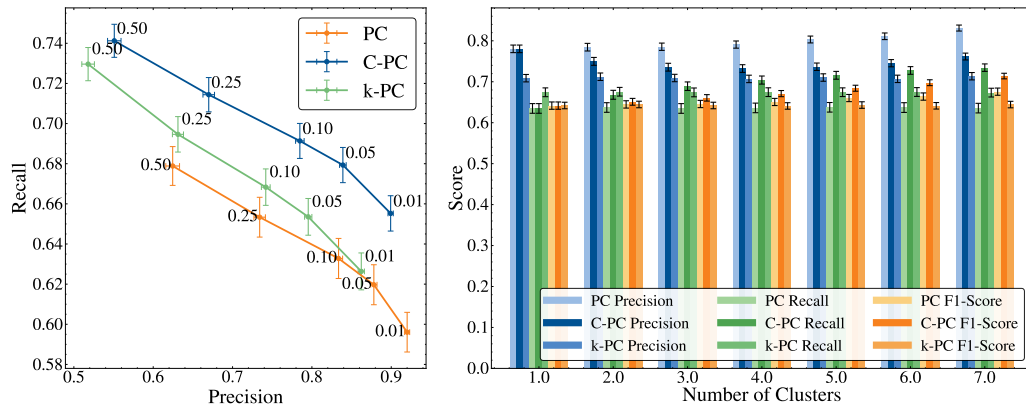 0.74
0.72
0.70
0.68
0.66
0.64
0.62
0.60
0.58
Recall
0.50
0.50
0.25
0.25
0.10
0.50
0.10
0.05
0.25
0.05
0.01
0.10
0.01
0.05
0.01
PC
C-PC
k-PC
0.5 0.6 0.7 0.8 0.9
Precision
0.8
0.7
0.6
0.5
0.4
0.3
0.2
0.1
0.0
Score
PC Precision PC Recall PC F1-Score
C-PC Precision C-PC Recall C-PC F1-Score
k-PC Precision k-PC Recall k-PC F1-Score
1.0 2.0 3.0 4.0 5.0 6.0 7.0
Number of Clusters